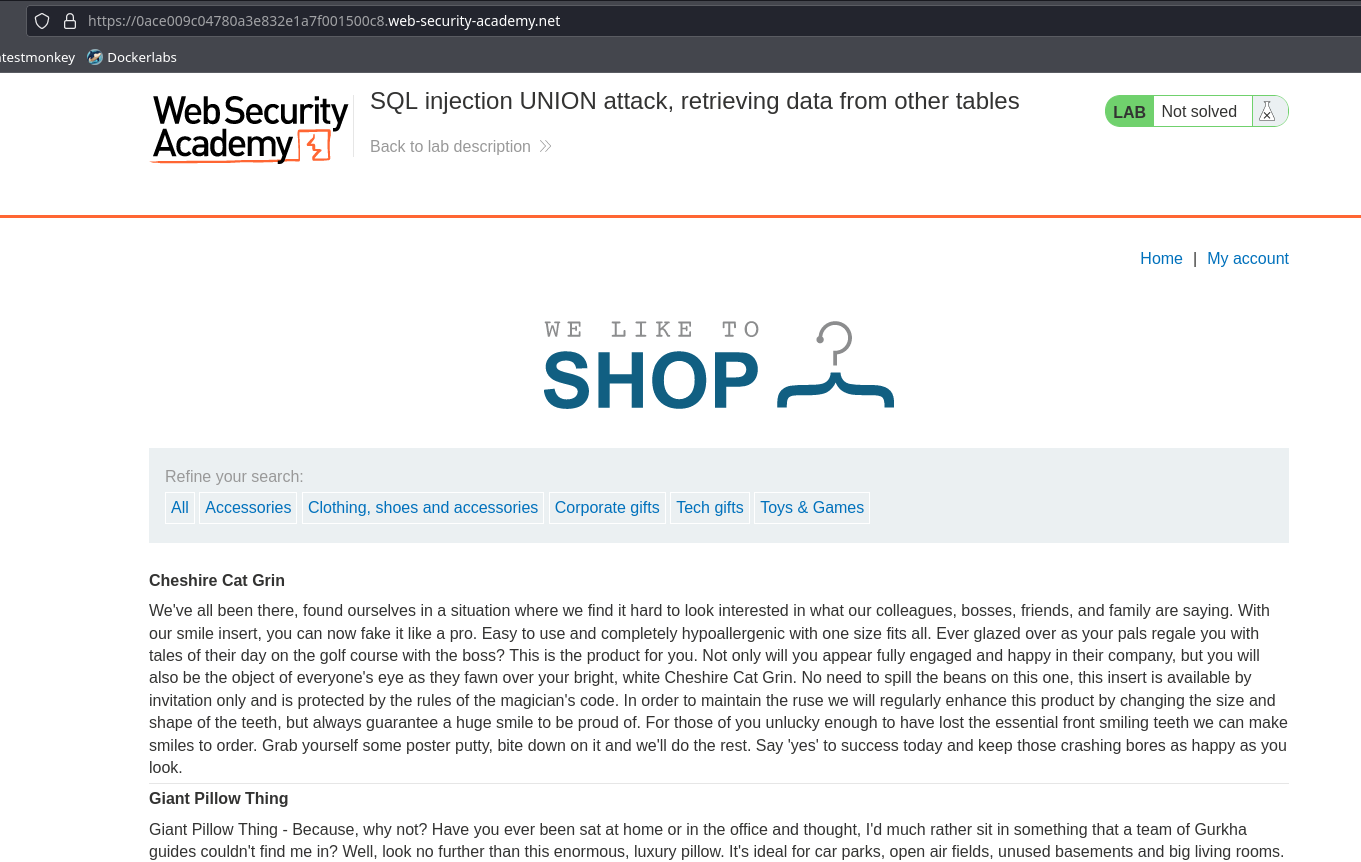 https://0ace009c04780a3e832e1a7f001500c8.web-security-academy.net
testmonkey Dockerlabs
Web Security
Academy
SQL injection UNION attack, retrieving data from other tables
Back to lab description
LAB Not solved
Home | My account
WE LIKE TO
SHOP
Refine your search:
All Accessories Clothing, shoes and accessories Corporate gifts Tech gifts Toys & Games
Cheshire Cat Grin
We've all been there, found ourselves in a situation where we find it hard to look interested in what our colleagues, bosses, friends, and family are saying. With
our smile insert, you can now fake it like a pro. Easy to use and completely hypoallergenic with one size fits all. Ever glazed over as your pals regale you with
tales of their day on the golf course with the boss? This is the product for you. Not only will you appear fully engaged and happy in their company, but you will
also be the object of everyone's eye as they fawn over your bright, white Cheshire Cat Grin. No need to spill the beans on this one, this insert is available by
invitation only and is protected by the rules of the magician's code. In order to maintain the ruse we will regularly enhance this product by changing the size and
shape of the teeth, but always guarantee a huge smile to be proud of. For those of you unlucky enough to have lost the essential front smiling teeth we can make
smiles to order. Grab yourself some poster putty, bite down on it and we'll do the rest. Say 'yes' to success today and keep those crashing bores as happy as you
look.
Giant Pillow Thing
Giant Pillow Thing - Because, why not? Have you ever been sat at home or in the office and thought, I'd much rather sit in something that a team of Gurkha
guides couldn't find me in? Well, look no further than this enormous, luxury pillow. It's ideal for car parks, open air fields, unused basements and big living rooms.